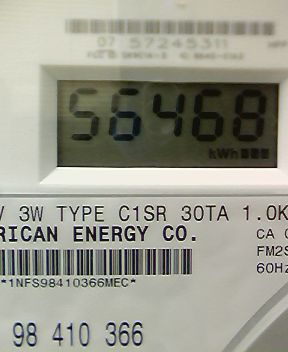 07 57245311
56468
kWh
V 3W TYPE C1SR 30TA 1.0K
RICAN ENERGY CO.
CA
FM2S
60Hz
*1NFS98410366MEC*
98 410 366